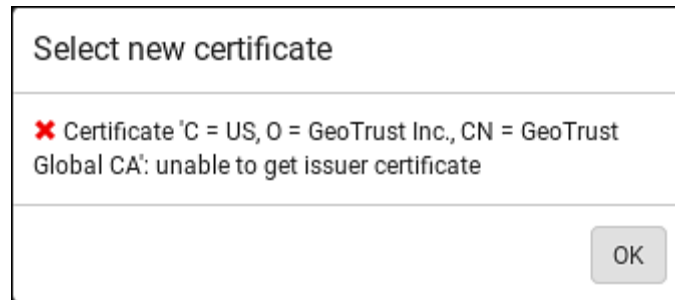 Select new certificate
✖ Certificate 'C = US, O = GeoTrust Inc., CN = GeoTrust
Global CA': unable to get issuer certificate
OK